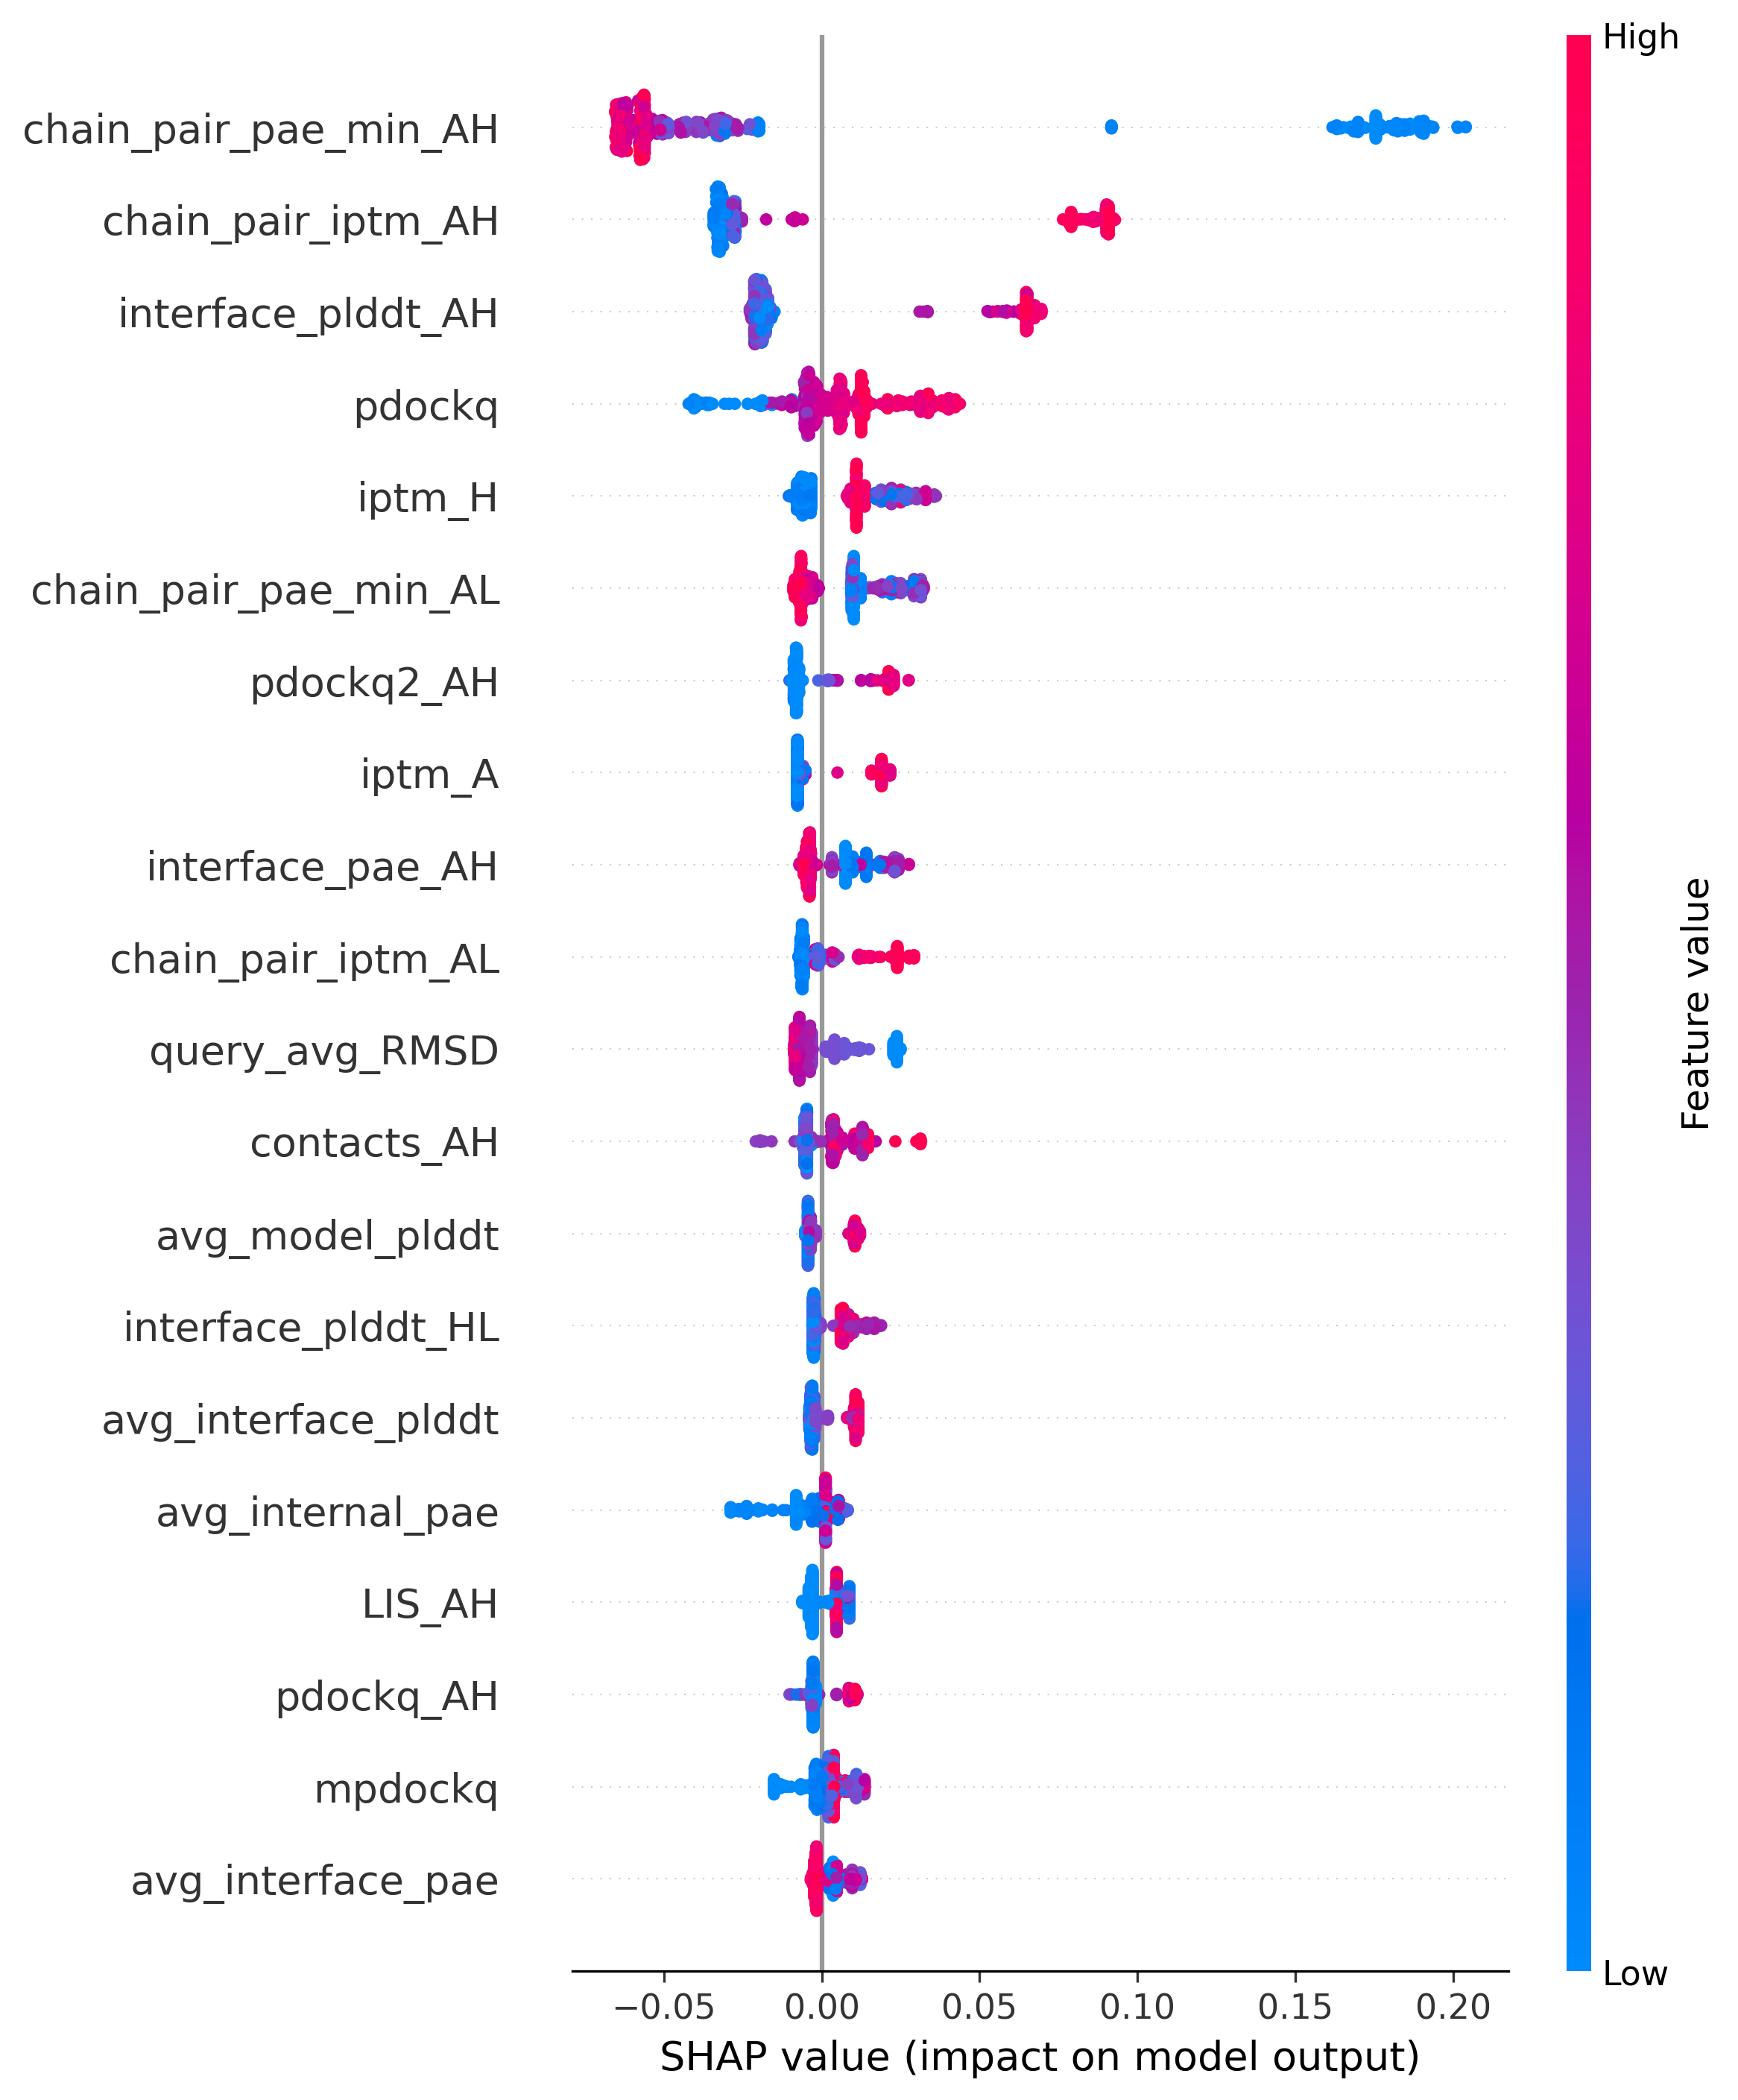 High
chain_pair_pae_min_AH
chain_pair_iptm_AH
interface_plddt_AH
pdockq
iptm_H
chain_pair_pae_min_AL
pdockq2_AH
iptm_A
interface_pae_AH
chain_pair_iptm_AL
query_avg_RMSD
contacts_AH
avg_model_plddt
interface_plddt_HL
avg_interface_plddt
avg_internal_pae
LIS_AH
pdockq_AH
mpdockq
avg_interface_pae
Feature value
Low
−0.05 0.00 0.05 0.10 0.15 0.20
SHAP value (impact on model output)